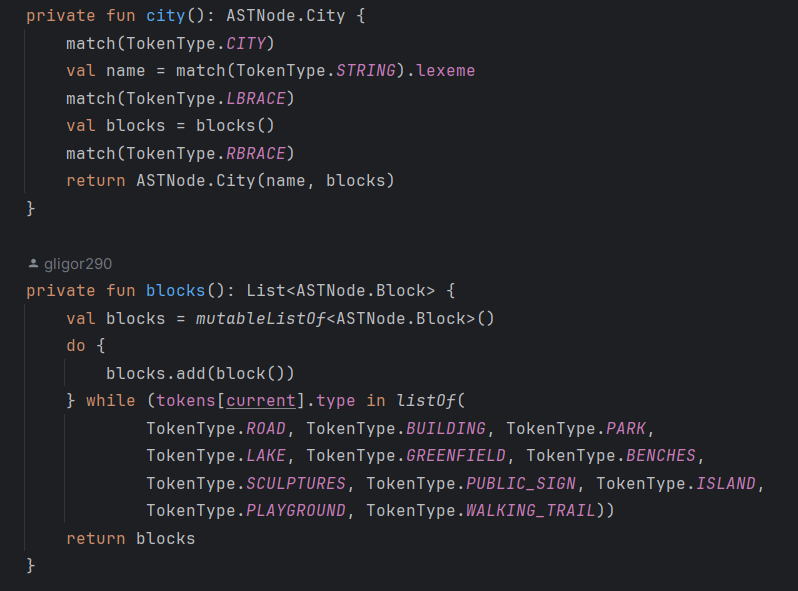 private fun city(): ASTNode.City {
    match(TokenType.CITY)
    val name = match(TokenType.STRING).lexeme
    match(TokenType.LBRACE)
    val blocks = blocks()
    match(TokenType.RBRACE)
    return ASTNode.City(name, blocks)
}
gligor290
private fun blocks(): List<ASTNode.Block> {
    val blocks = mutableListOf<ASTNode.Block>()
    do {
        blocks.add(block())
    } while (tokens[current].type in listOf(
            TokenType.ROAD, TokenType.BUILDING, TokenType.PARK,
            TokenType.LAKE, TokenType.GREENFIELD, TokenType.BENCHES,
            TokenType.SCULPTURES, TokenType.PUBLIC_SIGN, TokenType.ISLAND,
            TokenType.PLAYGROUND, TokenType.WALKING_TRAIL))
    return blocks
}